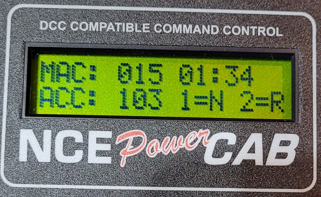 DCC COMPATIBLE COMMAND CONTROL
MAC: 015 01:34
ACC: 103 1=N 2=R
NCE Power CAB